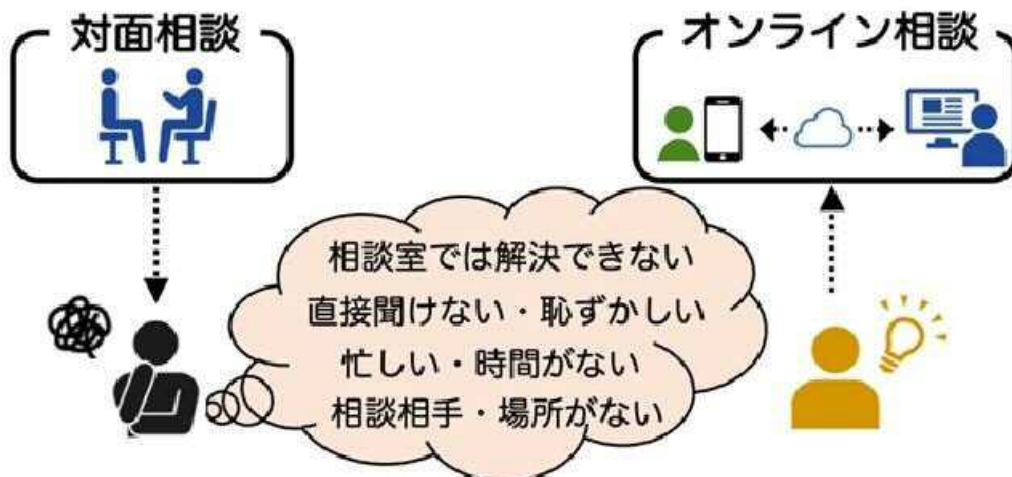 対面相談
オンライン相談
相談室では解決できない
直接聞けない・恥ずかしい
忙しい・時間がない
相談相手・場所がない